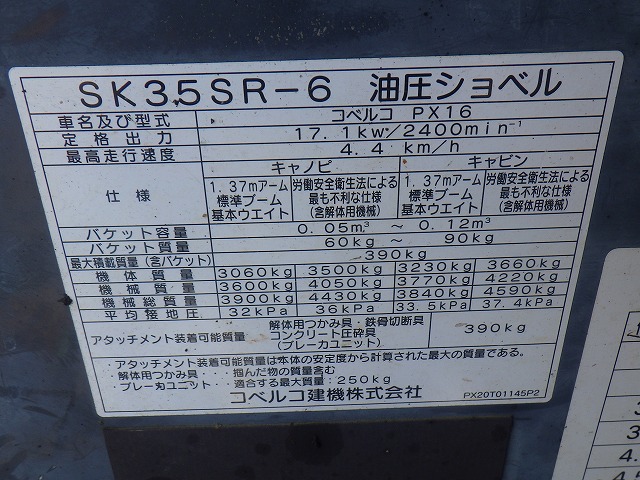 SK35SR-6 油圧ショベル
車名及び型式 コベルコ PX16
定格出力 17.1kw/2400min⁻¹
最高走行速度 4.4 km/h
仕様 キャノピ キャビン
1.37mアーム 労働安全衛生法による 1.37mアーム 労働安全衛生法による
標準ブーム 最も不利な仕様 標準ブーム 最も不利な仕様
基本ウエイト (含解体用機械) 基本ウエイト (含解体用機械)
バケット容量 0.05m³ ~ 0.12m³
バケット質量 60kg ~ 90kg
最大積載質量(含バケット) 390kg
機体質量 3060kg 3500kg 3230kg 3660kg
機械質量 3600kg 4050kg 3770kg 4220kg
機械総質量 3900kg 4430kg 3840kg 4590kg
平均接地圧 32kPa 36kPa 33.5kPa 37.4kPa
アタッチメント装着可能質量 解体用つかみ具・鉄骨切断具 390kg
コンクリート圧砕具
(ブレーカユニット)
・アタッチメント装着可能質量は本体の安定度から計算された最大の質量である。
・解体用つかみ具:掴んだ物の質量含む
・ブレーカユニット:適合する最大質量:250kg
コベルコ建機株式会社
PX20T01145P2
3
4.
4.5